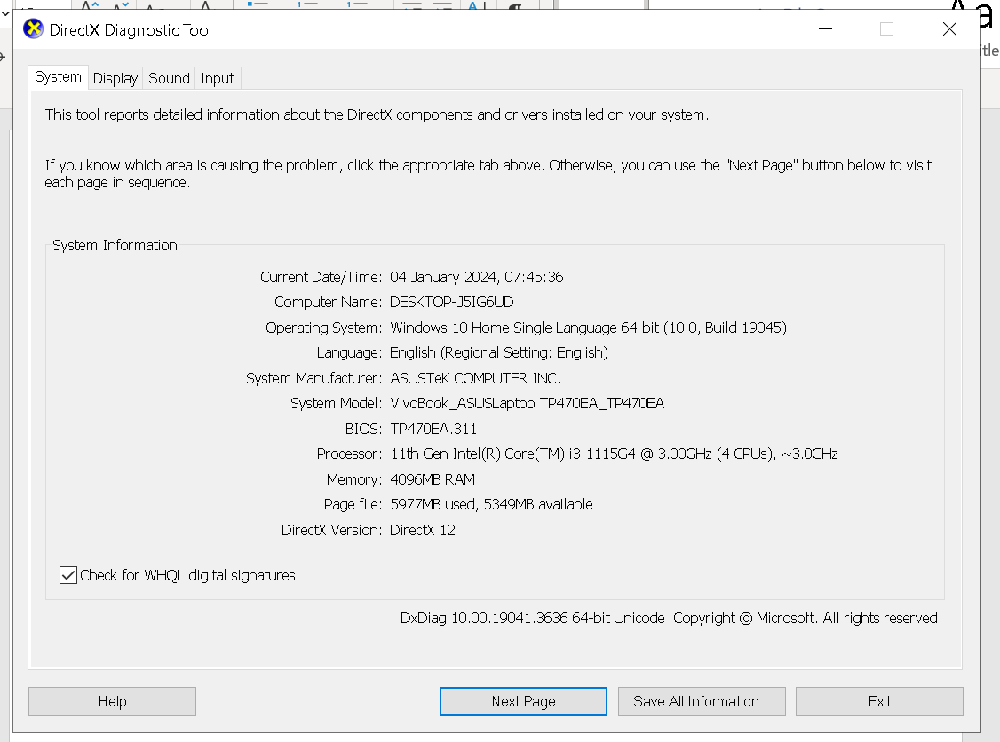 DirectX Diagnostic Tool
Aa
itle
System Display Sound Input
This tool reports detailed information about the DirectX components and drivers installed on your system.
If you know which area is causing the problem, click the appropriate tab above. Otherwise, you can use the "Next Page" button below to visit
each page in sequence.
System Information
Current Date/Time: 04 January 2024, 07:45:36
Computer Name: DESKTOP-J5IG6UD
Operating System: Windows 10 Home Single Language 64-bit (10.0, Build 19045)
Language: English (Regional Setting: English)
System Manufacturer: ASUSTeK COMPUTER INC.
System Model: VivoBook_ASUSLaptop TP470EA_TP470EA
BIOS: TP470EA.311
Processor: 11th Gen Intel(R) Core(TM) i3-1115G4 @ 3.00GHz (4 CPUs), ~3.0GHz
Memory: 4096MB RAM
Page file: 5977MB used, 5349MB available
DirectX Version: DirectX 12
Check for WHQL digital signatures
DxDiag 10.00.19041.3636 64-bit Unicode Copyright © Microsoft. All rights reserved.
Help Next Page Save All Information... Exit